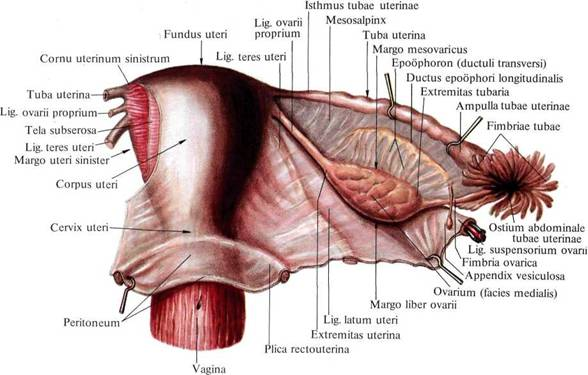 Isthmus tubae uterinae
Mesosalpinx
Lig. ovarii
proprium
Tuba uterina
Fundus uteri
Margo mesovaricus
Lig. teres uteri
Epoöphoron (ductuli transversi)
Cornu uterinum sinistrum
Ductus epoöphori longitudinalis
Extremitas tubaria
Tuba uterina
Ampulla tubae uterinae
Lig. ovarii proprium
Fimbriae tubae
Tela subserosa
Lig. teres uteri
Margo uteri sinister
Corpus uteri
Cervix uteri
Ostium abdominale
tubae uterinae
Lig. suspensorium ovarii
Fimbria ovarica
Appendix vesiculosa
Ovarium (facies medialis)
Margo liber ovarii
Peritoneum
Lig. latum uteri
Extremitas uterina
Plica rectouterina
Vagina